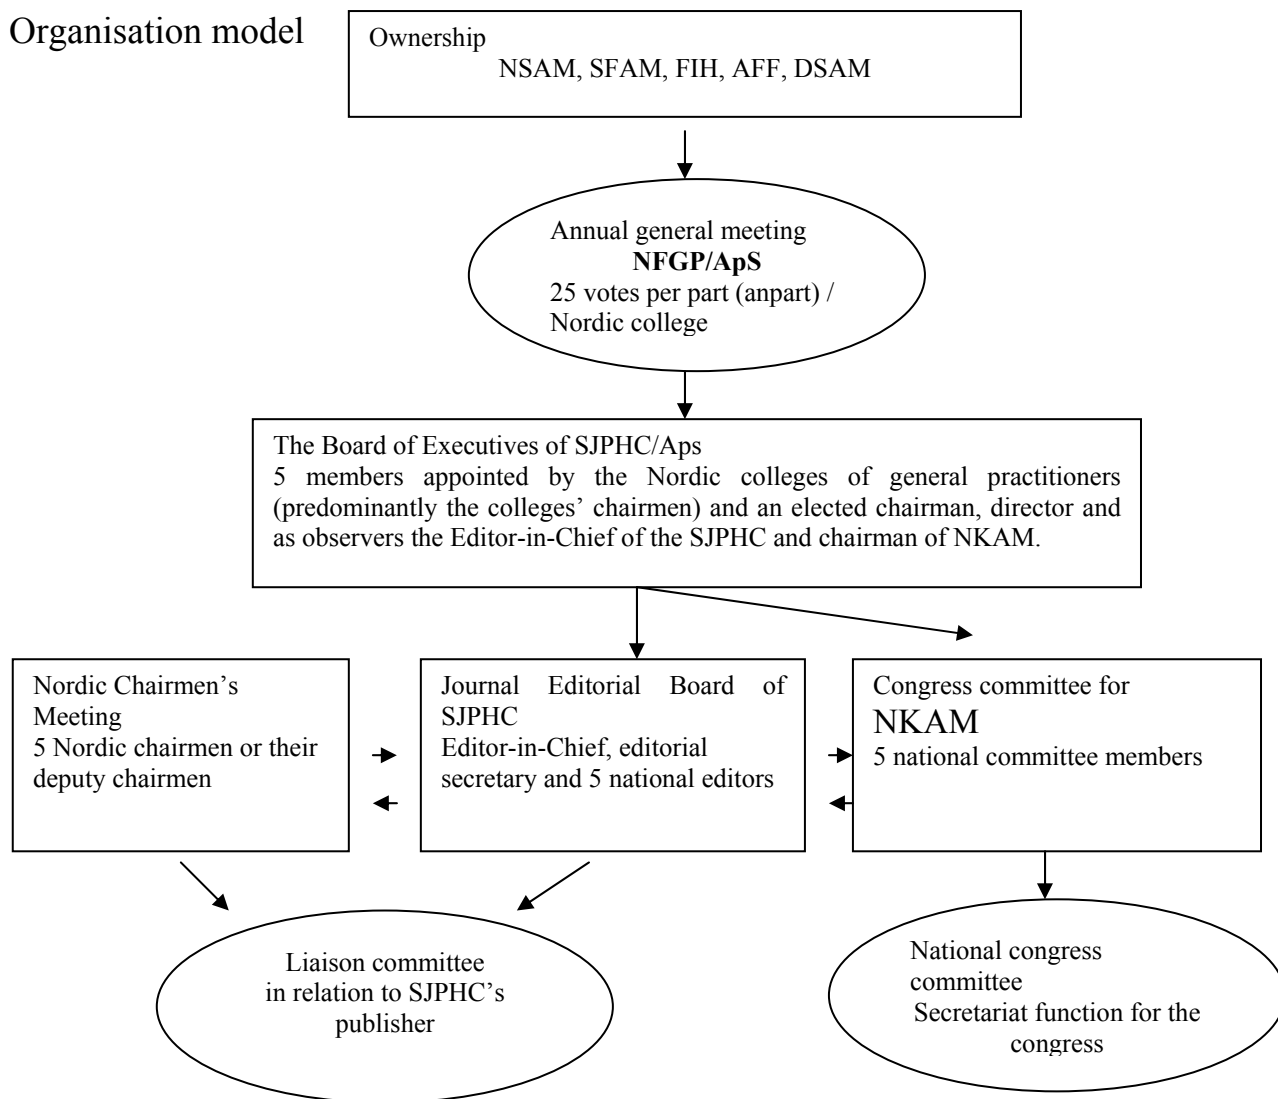 Organisation model
Ownership
NSAM, SFAM, FIH, AFF, DSAM
Annual general meeting
NFGP/ApS
25 votes per part (anpart) /
Nordic college
The Board of Executives of SJPHC/Aps
5 members appointed by the Nordic colleges of general practitioners
(predominantly the colleges’ chairmen) and an elected chairman, director and
as observers the Editor-in-Chief of the SJPHC and chairman of NKAM.
Nordic Chairmen’s
Meeting
5 Nordic chairmen or their
deputy chairmen
Journal Editorial Board of
SJPHC
Editor-in-Chief, editorial
secretary and 5 national editors
Congress committee for
NKAM
5 national committee members
Liaison committee
in relation to SJPHC’s
publisher
National congress
committee
Secretariat function for the
congress